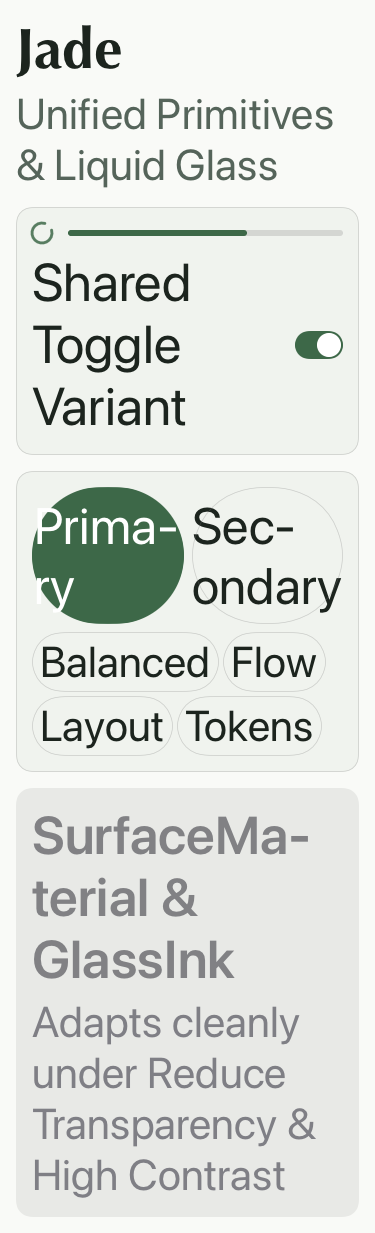 Jade
Unified Primitives
& Liquid Glass
Shared
Toggle
Variant
Prima-
ry
Sec-
ondary
Balanced
Flow
Layout
Tokens
SurfaceMa-
terial &
GlassInk
Adapts cleanly
under Reduce
Transparency &
High Contrast